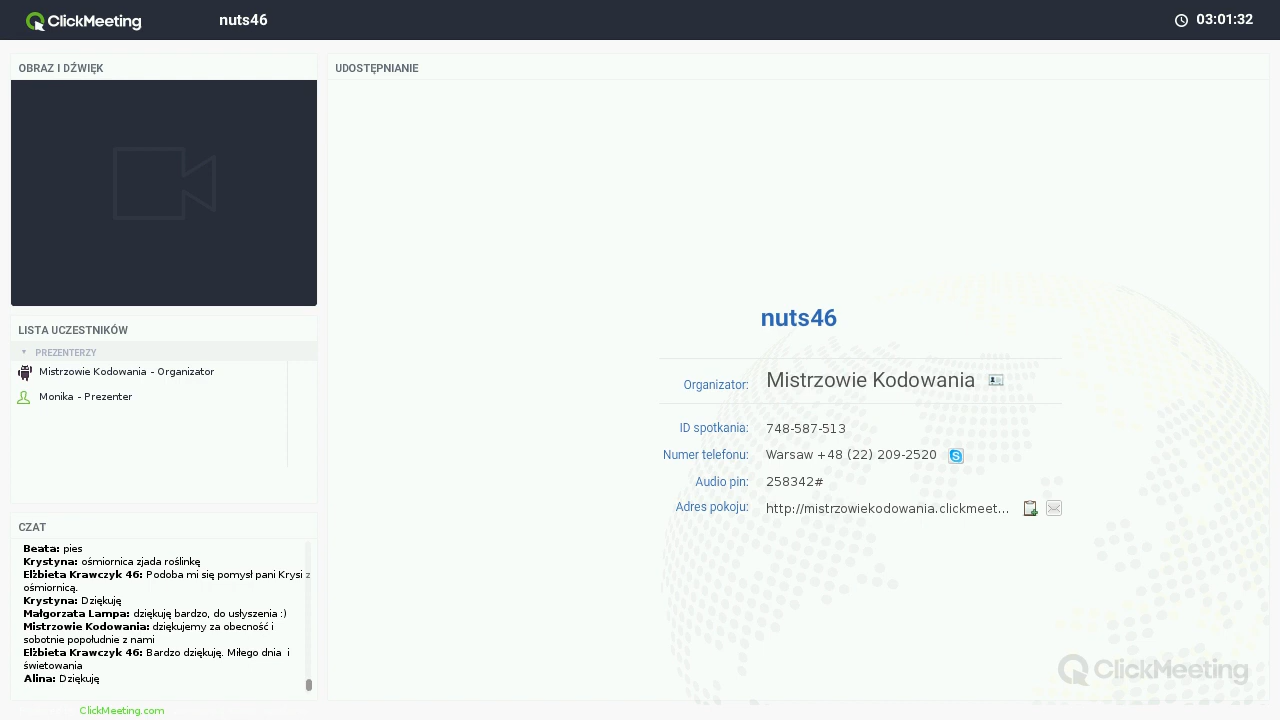 ClickMeeting
nuts46
03:01:32
OBRAZ I DŹWIĘK
UDOSTĘPNIANIE
LISTA UCZESTNIKÓW
PREZENTERZY
Mistrzowie Kodowania - Organizator
Monika - Prezenter
CZAT
Beata: pies
Krystyna: ośmiornica zjada roślinkę
Elżbieta Krawczyk 46: Podoba mi się pomysł pani Krysi z
ośmiornicą.
Krystyna: Dziękuję
Małgorzata Lampa: dziękuję bardzo, do usłyszenia :)
Mistrzowie Kodowania: dziękujemy za obecność i
sobotnie popołudnie z nami
Elżbieta Krawczyk 46: Bardzo dziękuję. Miłego dnia i
świetowania
Alina: Dziękuję
ClickMeeting.com
nuts46
Organizator: Mistrzowie Kodowania
ID spotkania: 748-587-513
Numer telefonu: Warsaw +48 (22) 209-2520
Audio pin: 258342#
Adres pokoju: http://mistrzowiekodowania.clickmeet...
ClickMeeting